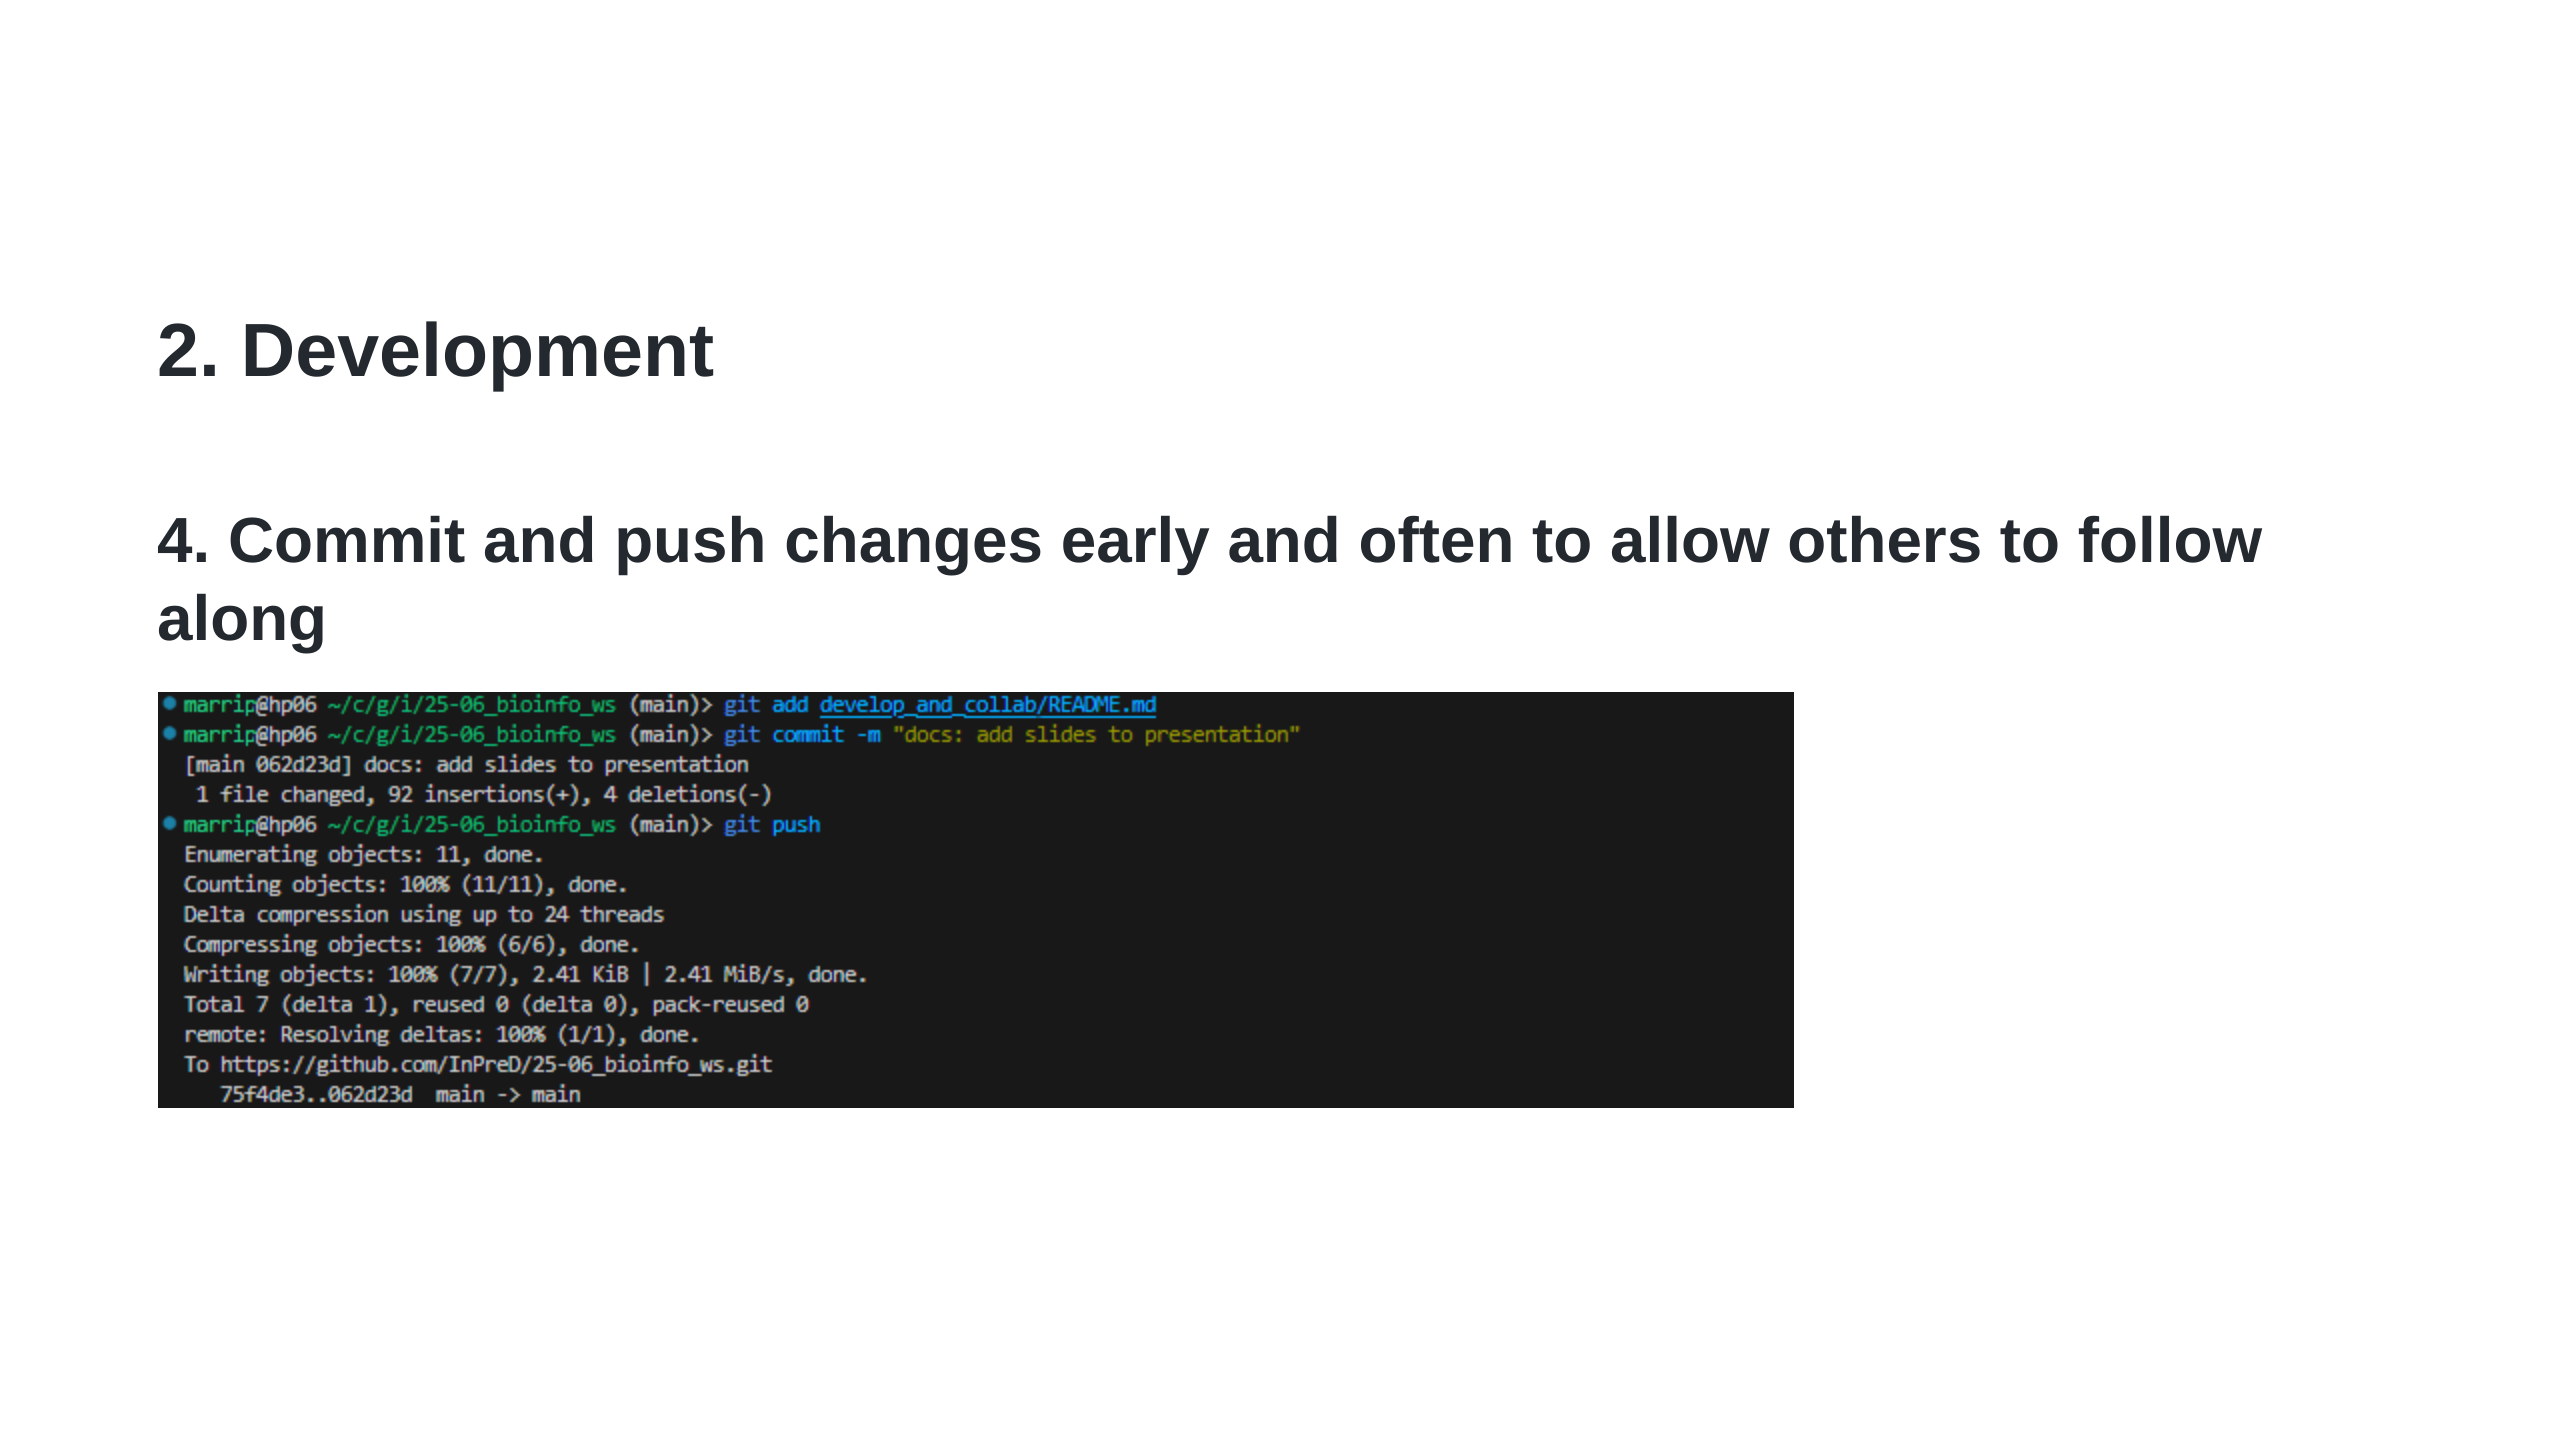 2. Development
4. Commit and push changes early and often to allow others to follow
along
marrip@hp06 ~/c/g/i/25-06_bioinfo_ws (main)> git add develop_and_collab/README.md
marrip@hp06 ~/c/g/i/25-06_bioinfo_ws (main)> git commit -m "docs: add slides to presentation"
[main 062d23d] docs: add slides to presentation
 1 file changed, 92 insertions(+), 4 deletions(-)
marrip@hp06 ~/c/g/i/25-06_bioinfo_ws (main)> git push
Enumerating objects: 11, done.
Counting objects: 100% (11/11), done.
Delta compression using up to 24 threads
Compressing objects: 100% (6/6), done.
Writing objects: 100% (7/7), 2.41 KiB | 2.41 MiB/s, done.
Total 7 (delta 1), reused 0 (delta 0), pack-reused 0
remote: Resolving deltas: 100% (1/1), done.
To https://github.com/InPreD/25-06_bioinfo_ws.git
   75f4de3..062d23d  main -> main